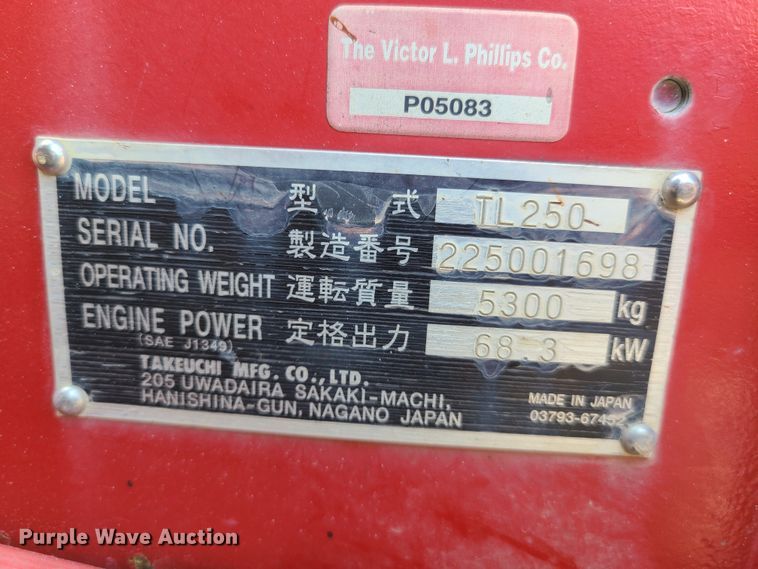 The Victor L. Phillips Co.
P05083
MODEL 型式 TL250
SERIAL NO. 製造番号 225001698
OPERATING WEIGHT 運転質量 5300 kg
ENGINE POWER 定格出力 68.3 kW
(SAE J1349)
TAKEUCHI MFG. CO., LTD.
205 UWADAIRA SAKAKI-MACHI,
HANISHINA-GUN, NAGANO JAPAN
MADE IN JAPAN
Purple Wave Auction